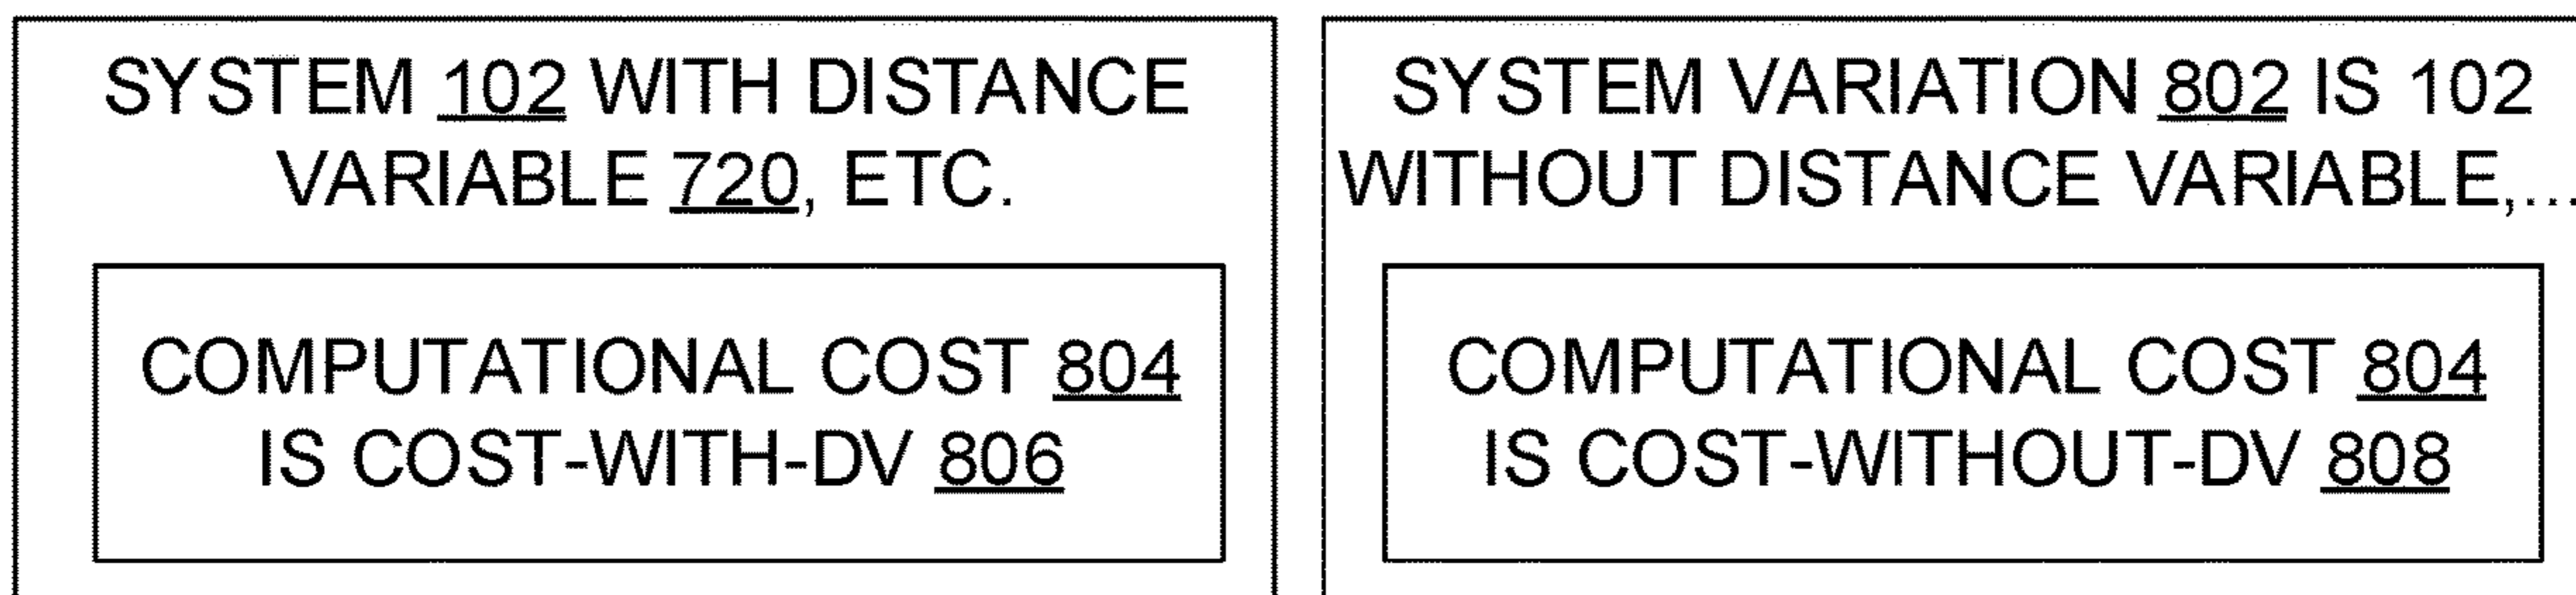 SYSTEM 102 WITH DISTANCE
VARIABLE 720, ETC.
COMPUTATIONAL COST 804
IS COST-WITH-DV 806
SYSTEM VARIATION 802 IS 102
WITHOUT DISTANCE VARIABLE,...
COMPUTATIONAL COST 804
IS COST-WITHOUT-DV 808